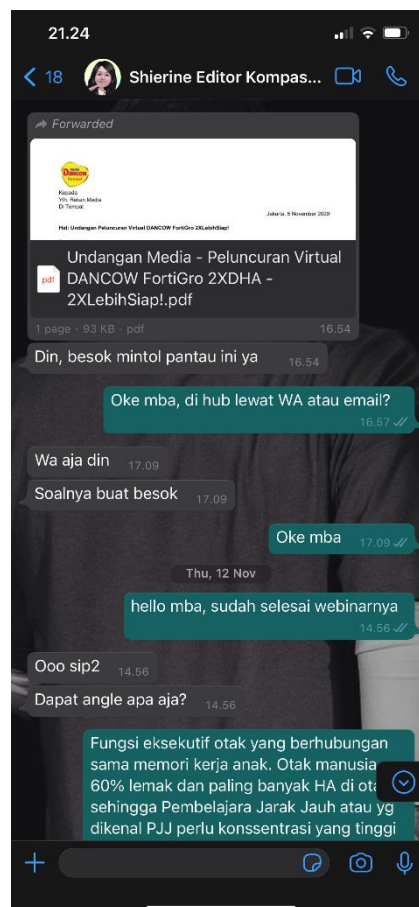 21.24
18
Shierine Editor Kompas...
Forwarded
DANCOW
Kepada
Yth. Rekan Media
Di Tempat
Jakarta, 5 November 2020
Hal: Undangan Peluncuran Virtual DANCOW FortiGro 2XLebihSiap!
pdf
Undangan Media - Peluncuran Virtual
DANCOW FortiGro 2XDHA -
2XLebihSiap!.pdf
1 page · 93 KB · pdf
16.54
Din, besok mintol pantau ini ya
16.54
Oke mba, di hub lewat WA atau email?
16.57
Wa aja din
17.09
Soalnya buat besok
17.09
Oke mba
17.09
Thu, 12 Nov
hello mba, sudah selesai webinarnya
14.56
Ooo sip2
14.56
Dapat angle apa aja?
14.56
Fungsi eksekutif otak yang berhubungan
sama memori kerja anak. Otak manusia
60% lemak dan paling banyak HA di
sehingga Pembelajara Jarak Jauh atau yg
dikenal PJJ perlu konssentrasi yang tinggi